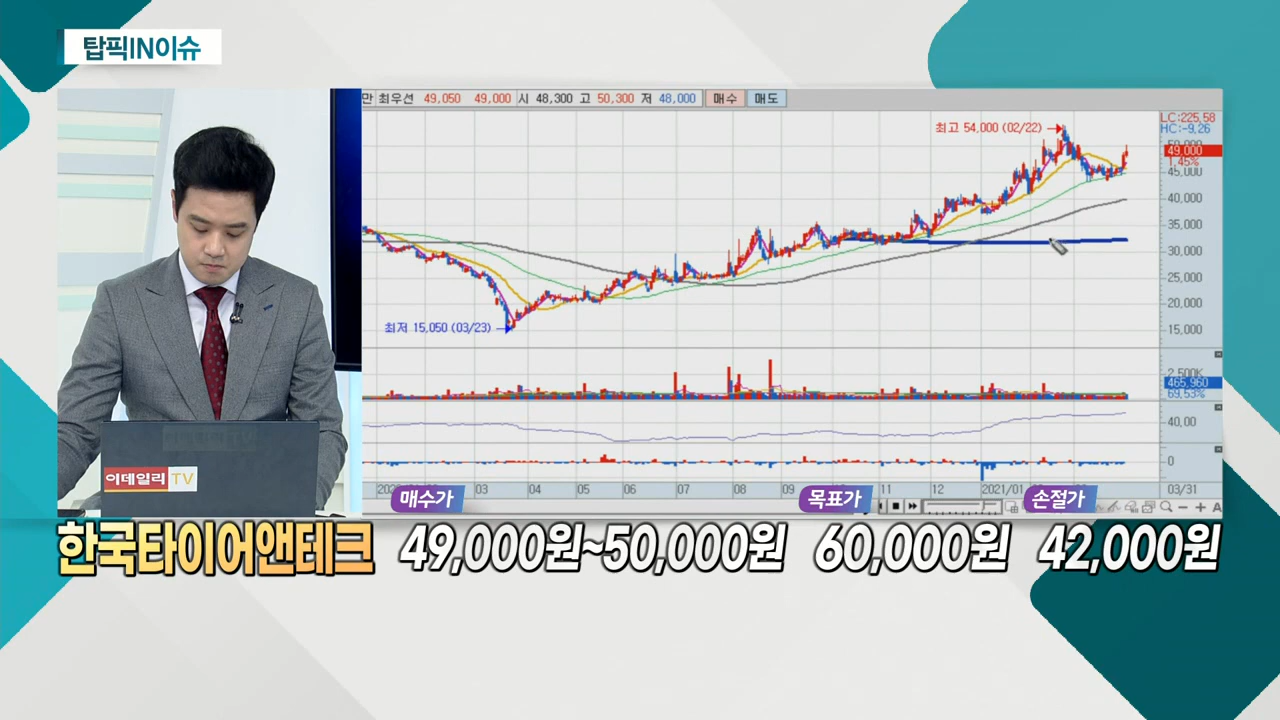 탑픽IN이슈
만 최우선 49,050 49,000 시 48,300 고 50,300 저 48,000 매수 매도
최고 54,000 (02/22)
LC:225,58
HC:-9,26
50,000
49,000
1,45%
45,000
40,000
35,000
30,000
25,000
20,000
최저 15,050 (03/23)
15,000
2,500K
465,960
69,53%
40,00
0
03 04 05 06 07 08 09 11 12 2021/01 03/31
이데일리 TV
매수가 목표가 손절가
한국타이어앤테크 49,000원~50,000원 60,000원 42,000원